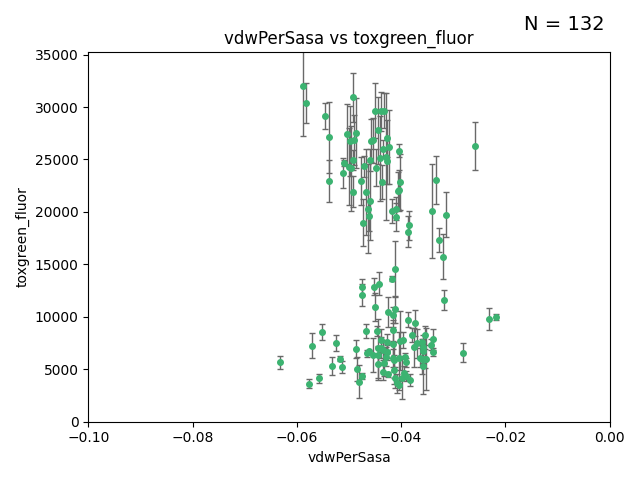 N = 132
vdwPerSasa vs toxgreen_fluor
35000
30000
25000
20000
15000
10000
5000
0
toxgreen_fluor
−0.10 −0.08 −0.06 −0.04 −0.02 0.00
vdwPerSasa